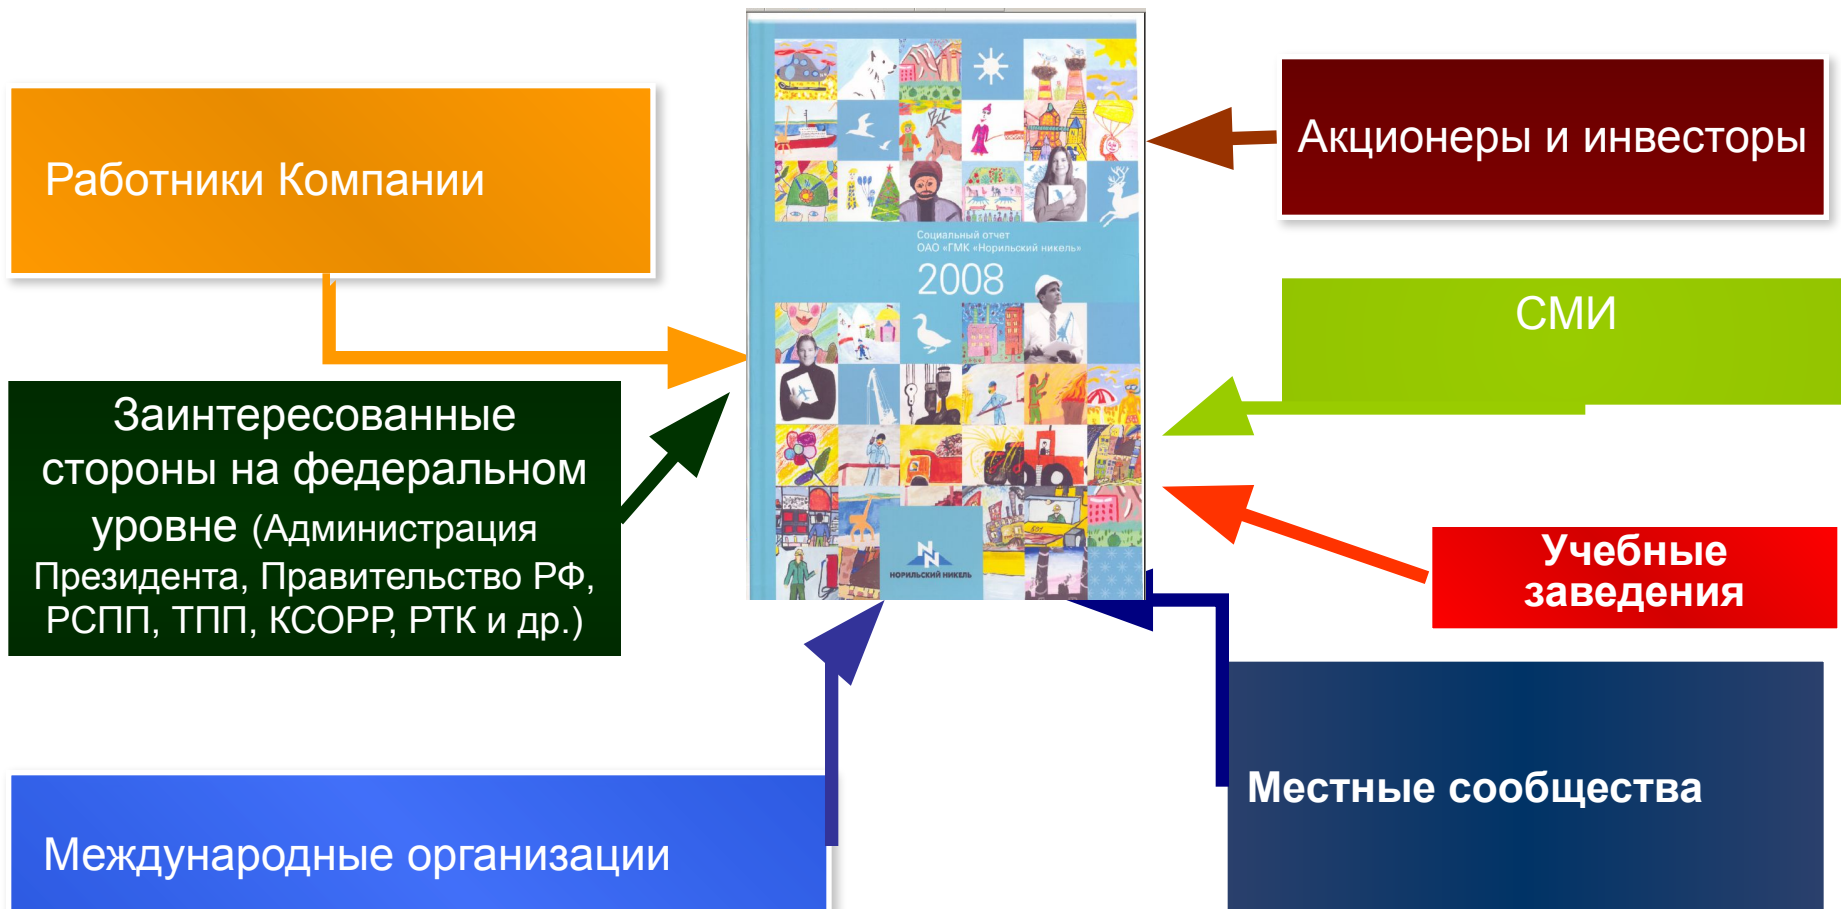 Работники Компании
Заинтересованные
стороны на федеральном
уровне (Администрация
Президента, Правительство РФ,
РСПП, ТПП, КСОРР, РТК и др.)
Международные организации
Социальный отчет
ОАО «ГМК «Норильский никель»
2008
НОРИЛЬСКИЙ НИКЕЛЬ
Акционеры и инвесторы
СМИ
Учебные
заведения
Местные сообщества